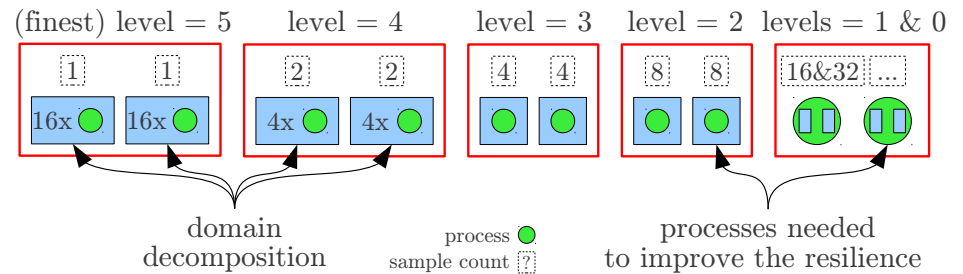 (finest) level = 5 level = 4 level = 3 level = 2 levels = 1 & 0
1 1 2 2 4 4 8 8 16&32 ...
16x 16x 4x 4x
domain
decomposition
process
sample count ?
processes needed
to improve the resilience